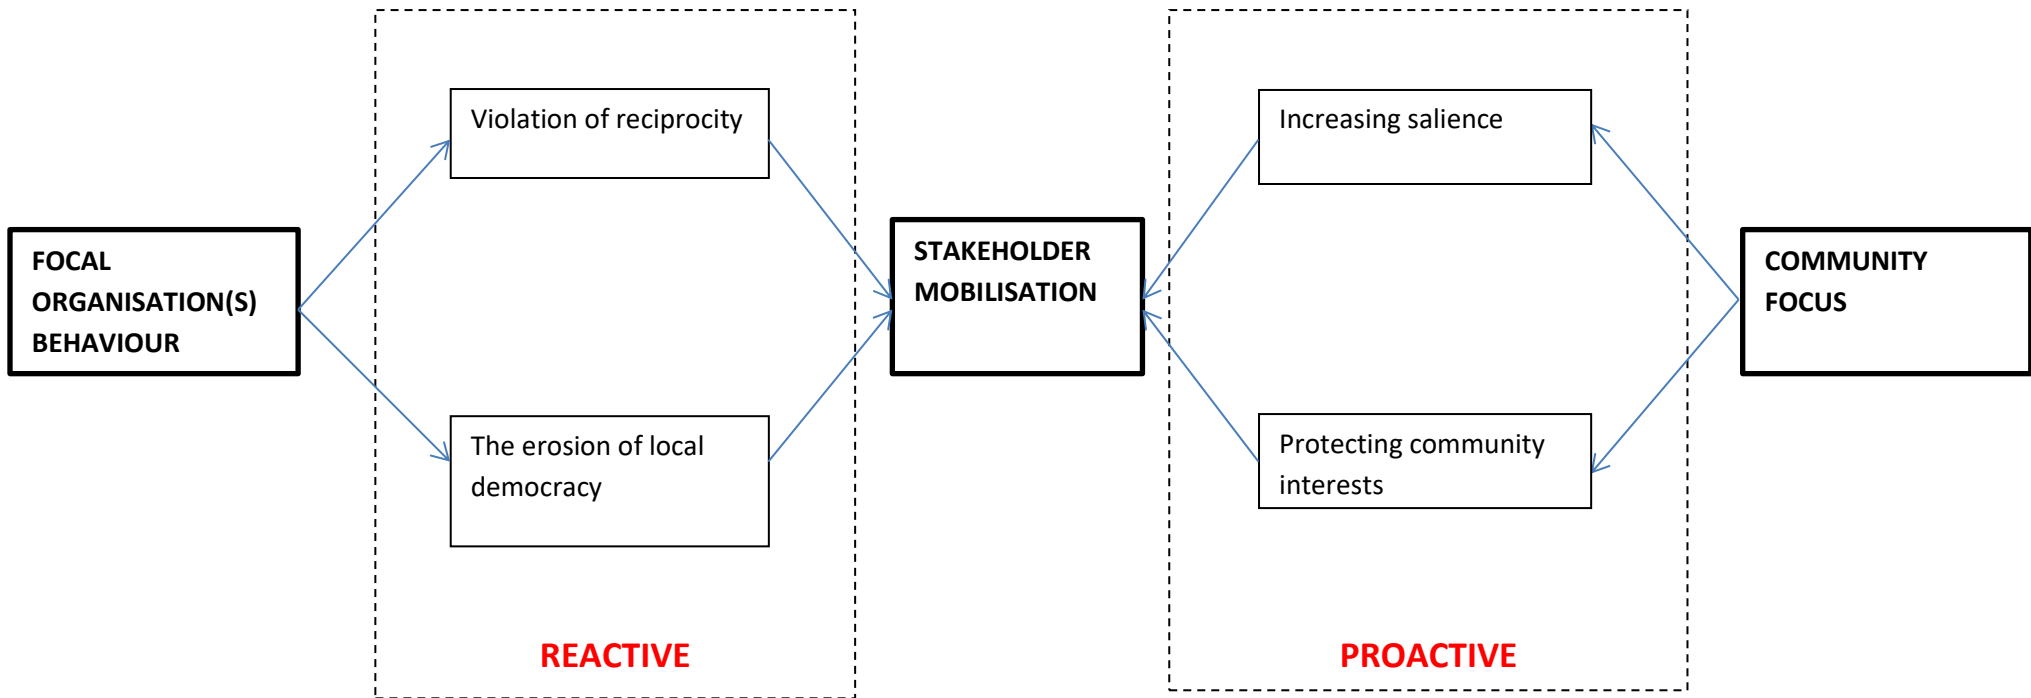 FOCAL
ORGANISATION(S)
BEHAVIOUR
Violation of reciprocity
The erosion of local
democracy
REACTIVE
STAKEHOLDER
MOBILISATION
Increasing salience
Protecting community
interests
PROACTIVE
COMMUNITY
FOCUS